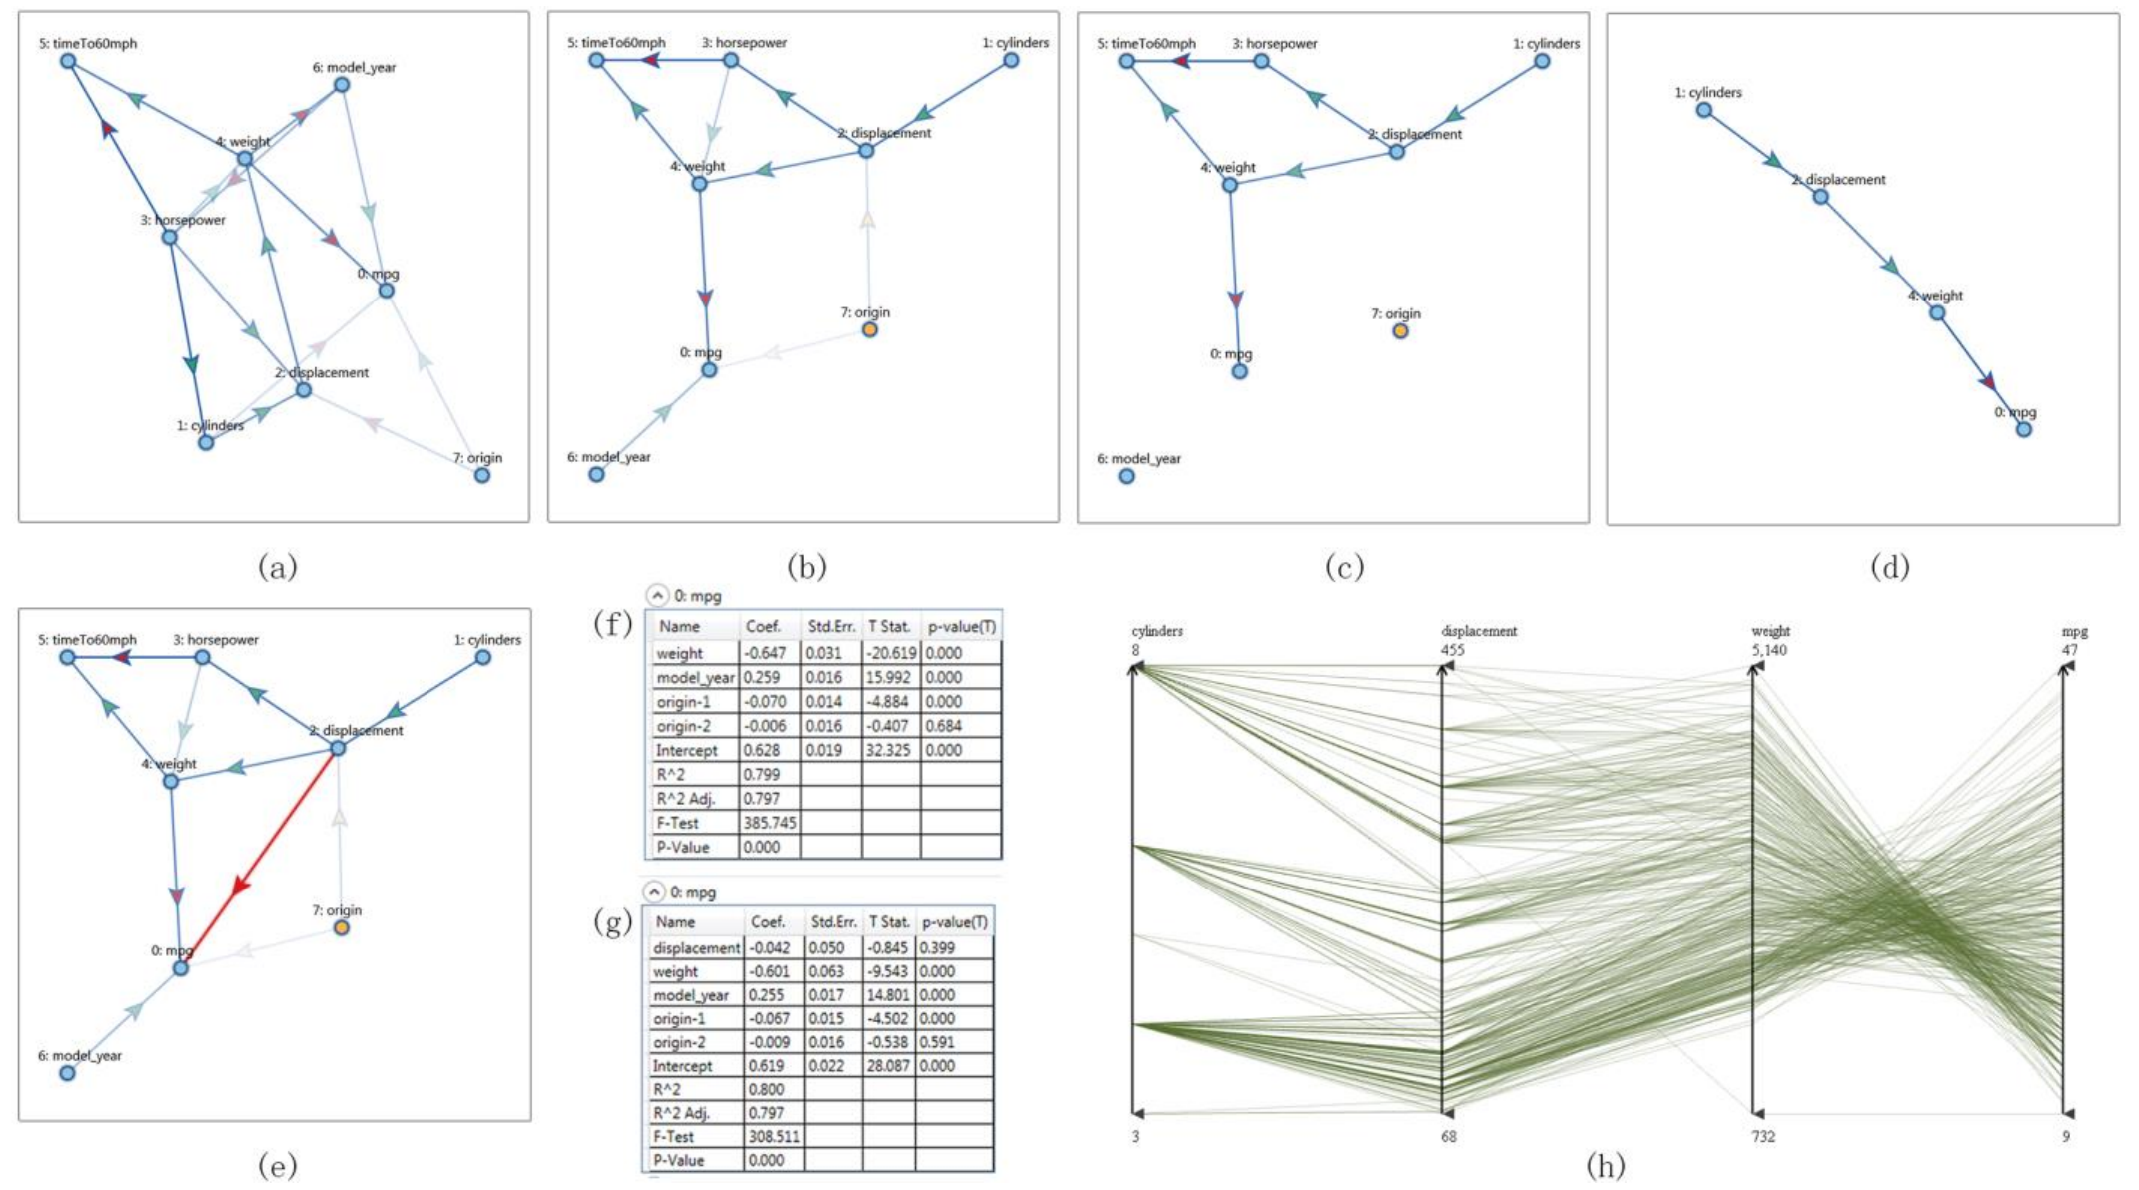 5: timeTo60mph
6: model_year
4: weight
3: horsepower
0: mpg
2: displacement
1: cylinders
7: origin
(a)
5: timeTo60mph 3: horsepower 1: cylinders
2: displacement
4: weight
7: origin
0: mpg
6: model_year
(b)
5: timeTo60mph 3: horsepower 1: cylinders
2: displacement
4: weight
7: origin
0: mpg
6: model_year
(c)
1: cylinders
2: displacement
4: weight
0: mpg
(d)
5: timeTo60mph 3: horsepower 1: cylinders
2: displacement
4: weight
7: origin
0: mpg
6: model_year
(e)
(f)
0: mpg
Name Coef. Std.Err. T Stat. p-value(T)
weight -0.647 0.031 -20.619 0.000
model_year 0.259 0.016 15.992 0.000
origin-1 -0.070 0.014 -4.884 0.000
origin-2 -0.006 0.016 -0.407 0.684
Intercept 0.628 0.019 32.325 0.000
R^2 0.799
R^2 Adj. 0.797
F-Test 385.745
P-Value 0.000
(g)
0: mpg
Name Coef. Std.Err. T Stat. p-value(T)
displacement -0.042 0.050 -0.845 0.399
weight -0.601 0.063 -9.543 0.000
model_year 0.255 0.017 14.801 0.000
origin-1 -0.067 0.015 -4.502 0.000
origin-2 -0.009 0.016 -0.538 0.591
Intercept 0.619 0.022 28.087 0.000
R^2 0.800
R^2 Adj. 0.797
F-Test 308.511
P-Value 0.000
cylinders displacement weight mpg
8 455 5,140 47
3 68 732 9
(h)